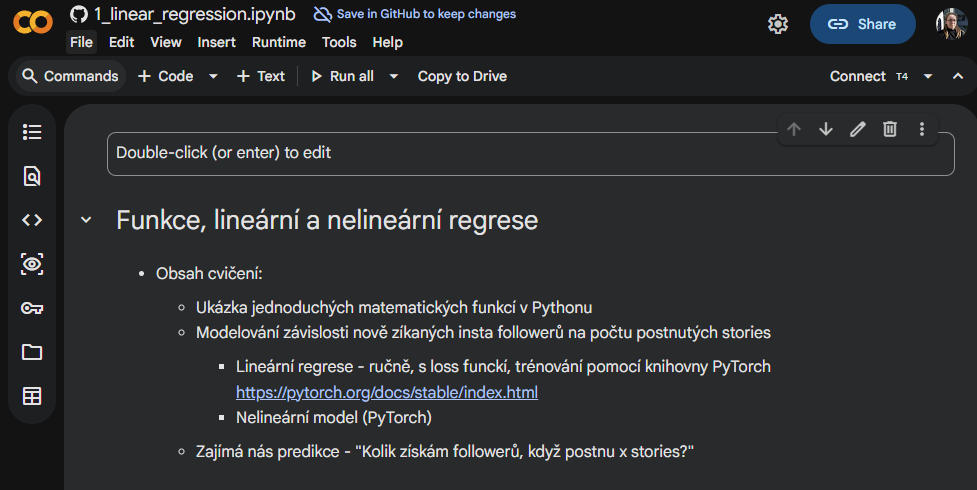 1_linear_regression.ipynb
Save in GitHub to keep changes
Share
File Edit View Insert Runtime Tools Help
Commands + Code + Text Run all Copy to Drive
Connect T4
Double-click (or enter) to edit
Funkce, lineární a nelineární regrese
Obsah cvičení:
Ukázka jednoduchých matematických funkcí v Pythonu
Modelování závislosti nově zíkaných insta followerů na počtu postnutých stories
Lineární regrese - ručně, s loss funckí, trénování pomocí knihovny PyTorch
https://pytorch.org/docs/stable/index.html
Nelineární model (PyTorch)
Zajímá nás predikce - "Kolik získám followerů, když postnu x stories?"